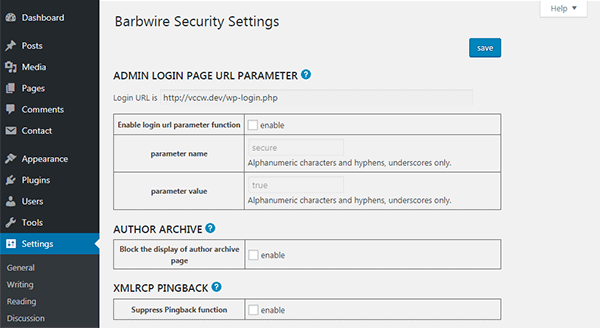 Dashboard
Posts
Media
Pages
Comments
Contact
Appearance
Plugins
Users
Tools
Settings
General
Writing
Reading
Discussion
Help ▼
Barbwire Security Settings
save
ADMIN LOGIN PAGE URL PARAMETER ?
Login URL is http://vccw.dev/wp-login.php
Enable login url parameter function enable
parameter name secure
Alphanumeric characters and hyphens, underscores only.
parameter value true
Alphanumeric characters and hyphens, underscores only.
AUTHOR ARCHIVE ?
Block the display of author archive
page enable
XMLRCP PINGBACK ?
Suppress Pingback function enable